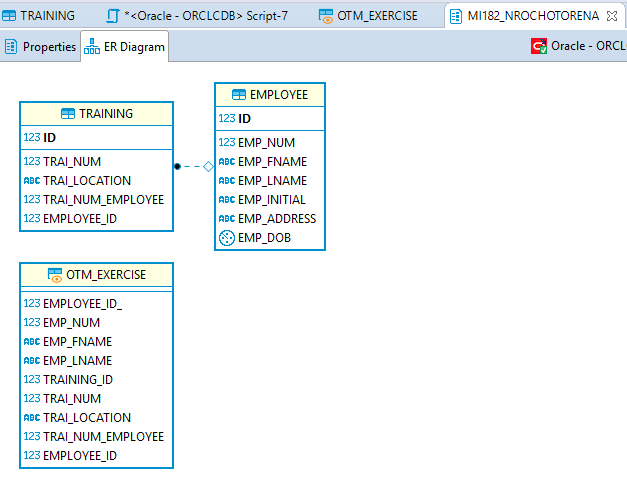 TRAINING
*<Oracle - ORCLCDB> Script-7
OTM_EXERCISE
MI182_NROCHOTORENA
Properties
ER Diagram
Oracle - ORCL
TRAINING
123 ID
123 TRAI_NUM
ABC TRAI_LOCATION
123 TRAI_NUM_EMPLOYEE
123 EMPLOYEE_ID
EMPLOYEE
123 ID
123 EMP_NUM
ABC EMP_FNAME
ABC EMP_LNAME
ABC EMP_INITIAL
ABC EMP_ADDRESS
EMP_DOB
OTM_EXERCISE
123 EMPLOYEE_ID_
123 EMP_NUM
ABC EMP_FNAME
ABC EMP_LNAME
123 TRAINING_ID
123 TRAI_NUM
ABC TRAI_LOCATION
123 TRAI_NUM_EMPLOYEE
123 EMPLOYEE_ID